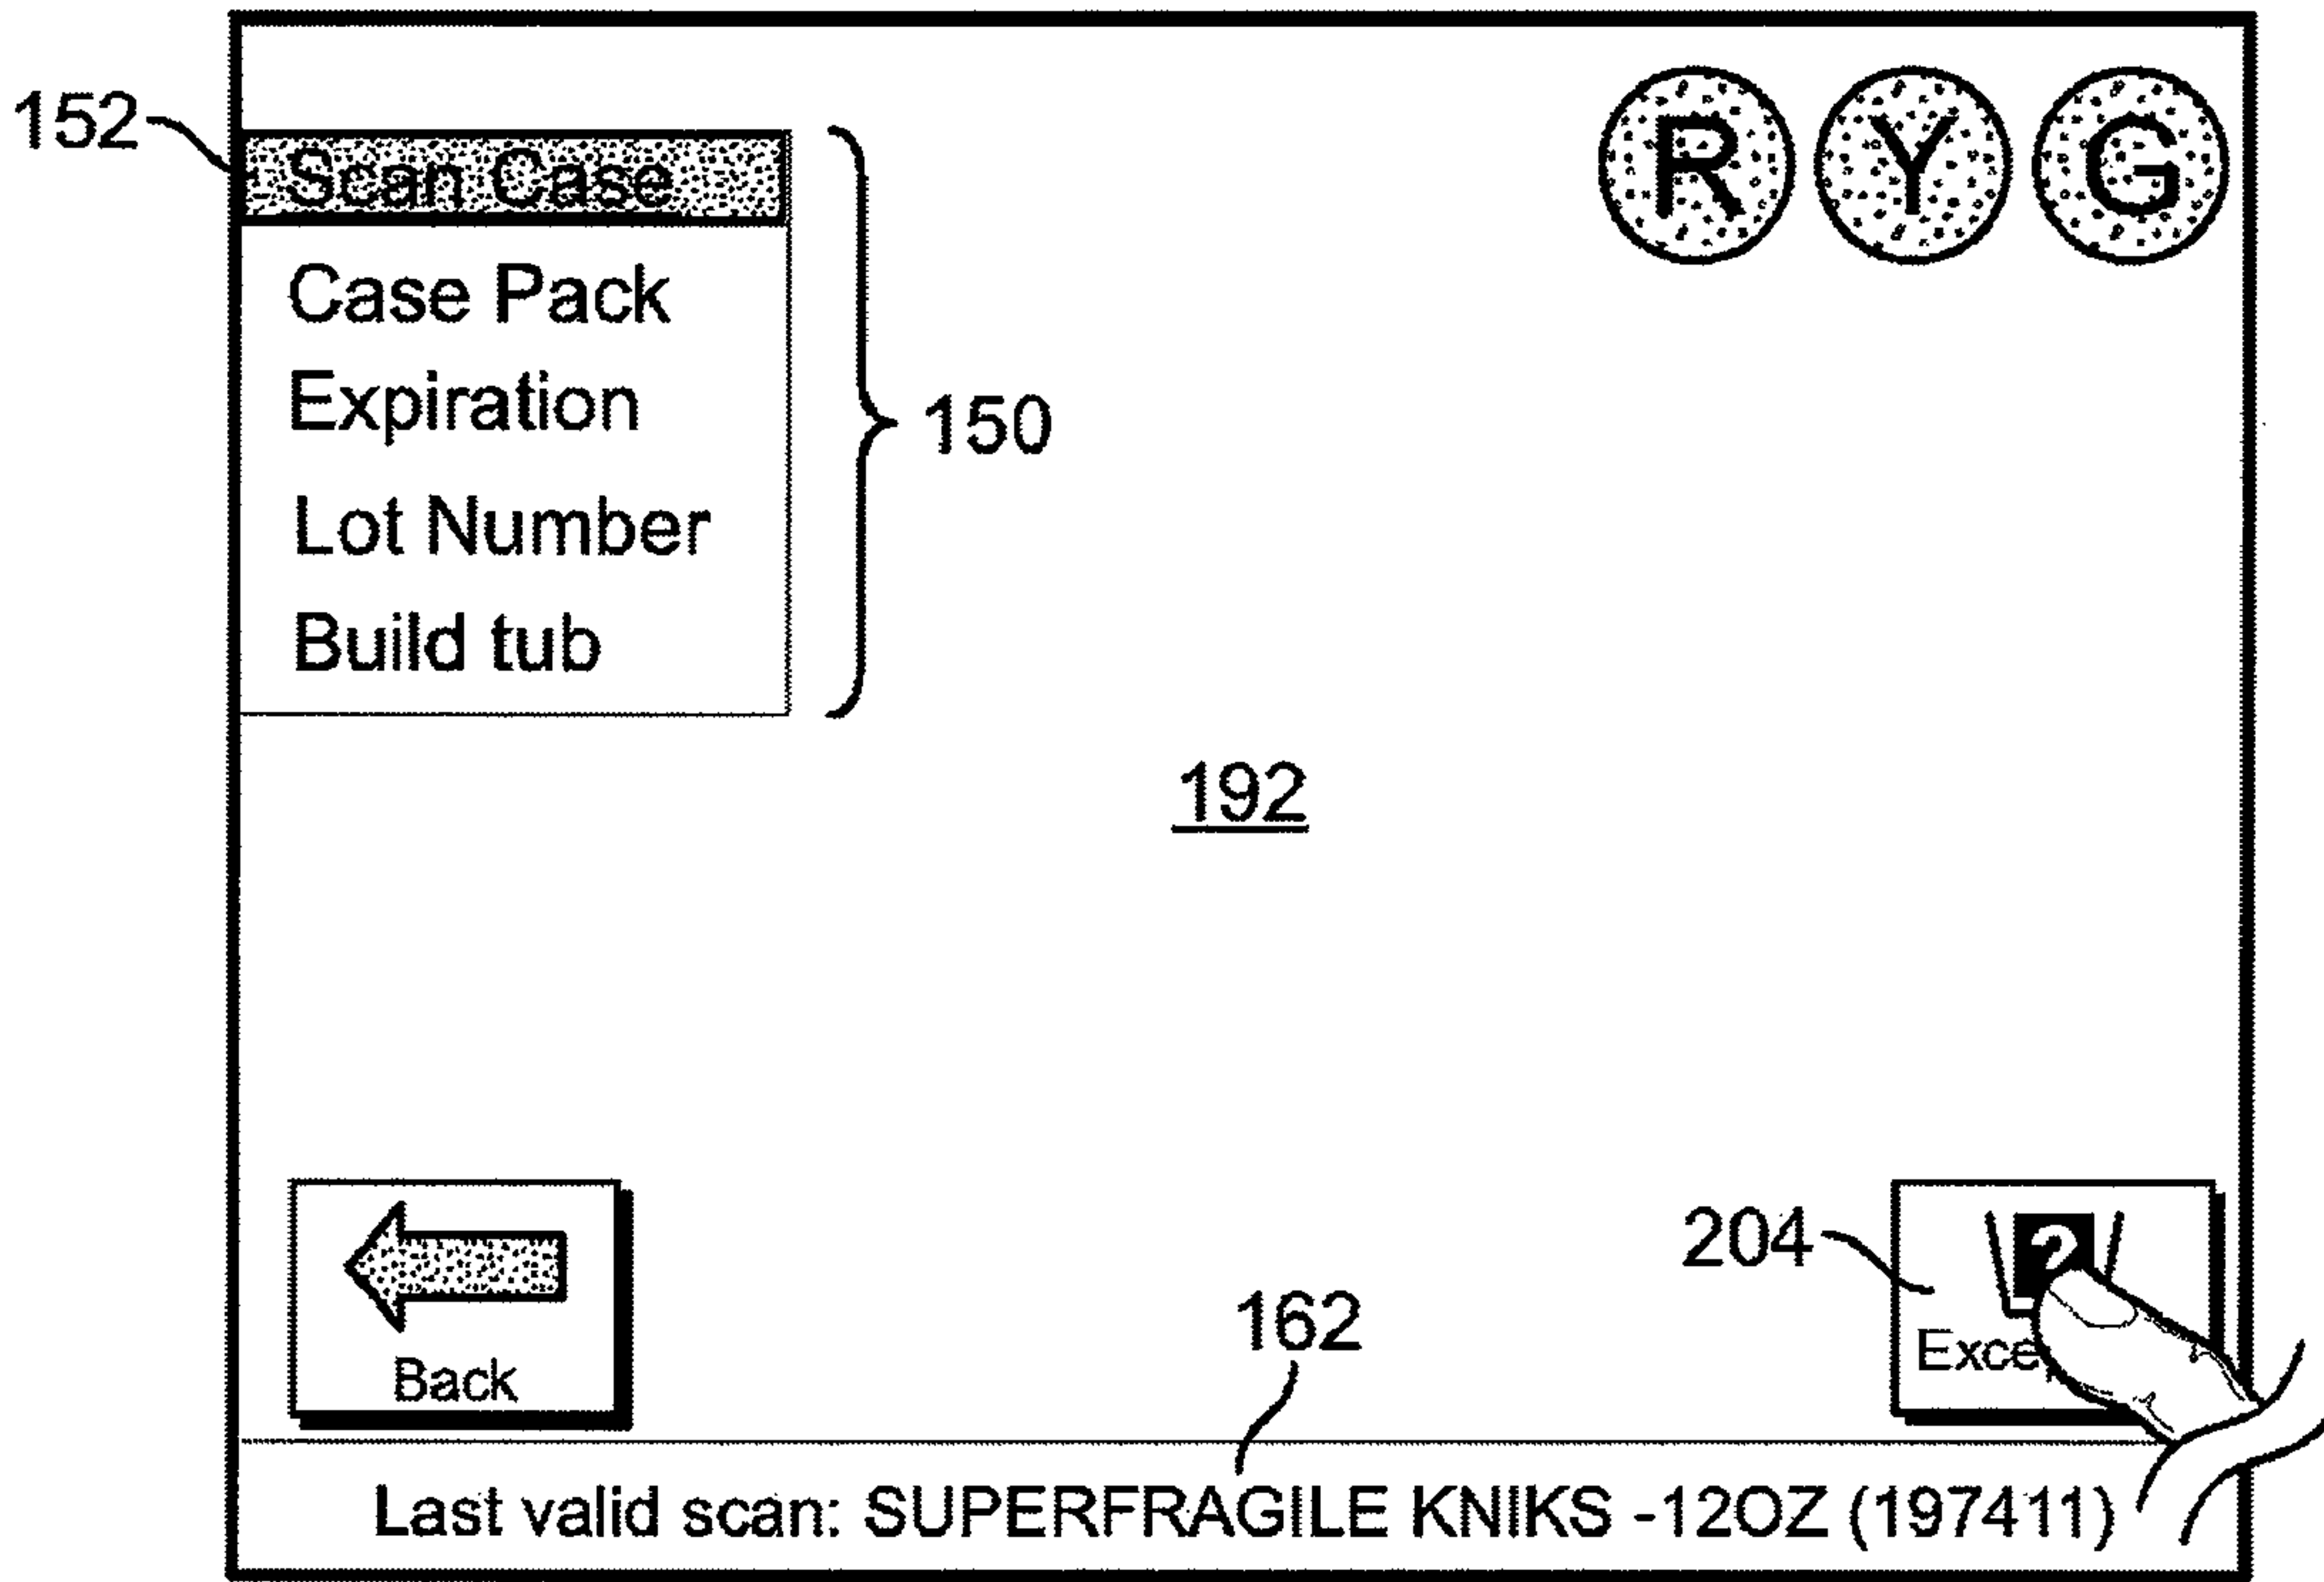 152
Scan Case
R Y G
Case Pack
Expiration
150
Lot Number
Build tub
192
204
?
162
Exce
Back
Last valid scan: SUPERFRAGILE KNIKS -12OZ (197411)